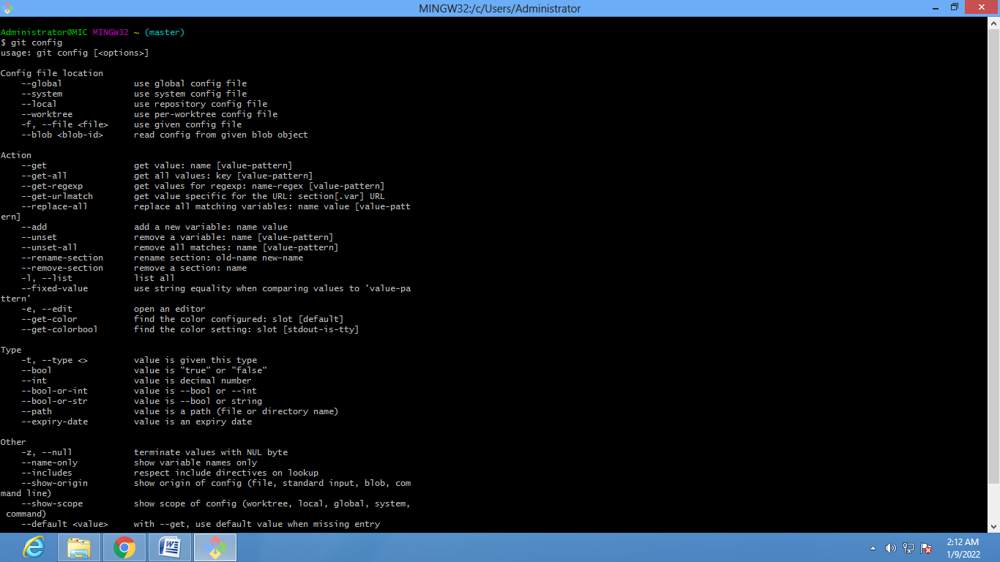 MINGW32:/c/Users/Administrator
Administrator@MIC MINGW32 ~ (master)
$ git config
usage: git config [<options>]
Config file location
    --global              use global config file
    --system              use system config file
    --local               use repository config file
    --worktree            use per-worktree config file
    -f, --file <file>     use given config file
    --blob <blob-id>      read config from given blob object
Action
    --get                 get value: name [value-pattern]
    --get-all             get all values: key [value-pattern]
    --get-regexp          get values for regexp: name-regex [value-pattern]
    --get-urlmatch        get value specific for the URL: section[.var] URL
    --replace-all         replace all matching variables: name value [value-patt
ern]
    --add                 add a new variable: name value
    --unset               remove a variable: name [value-pattern]
    --unset-all           remove all matches: name [value-pattern]
    --rename-section      rename section: old-name new-name
    --remove-section      remove a section: name
    -l, --list            list all
    --fixed-value         use string equality when comparing values to 'value-pa
ttern'
    -e, --edit            open an editor
    --get-color           find the color configured: slot [default]
    --get-colorbool       find the color setting: slot [stdout-is-tty]
Type
    -t, --type <>         value is given this type
    --bool                value is "true" or "false"
    --int                 value is decimal number
    --bool-or-int         value is --bool or --int
    --bool-or-str         value is --bool or string
    --path                value is a path (file or directory name)
    --expiry-date         value is an expiry date
Other
    -z, --null            terminate values with NUL byte
    --name-only           show variable names only
    --includes            respect include directives on lookup
    --show-origin         show origin of config (file, standard input, blob, com
mand line)
    --show-scope          show scope of config (worktree, local, global, system,
 command)
    --default <value>     with --get, use default value when missing entry
2:12 AM
1/9/2022